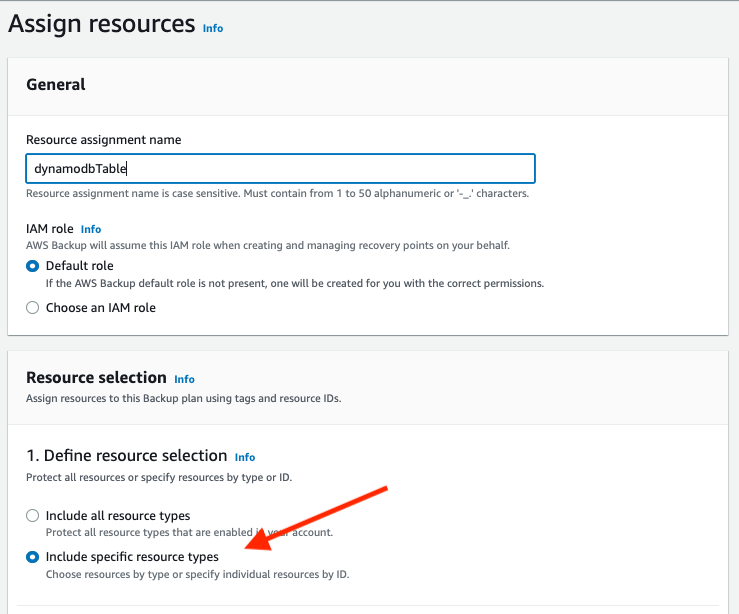 Assign resources Info
General
Resource assignment name
dynamodbTable
Resource assignment name is case sensitive. Must contain from 1 to 50 alphanumeric or '-_.' characters.
IAM role Info
AWS Backup will assume this IAM role when creating and managing recovery points on your behalf.
Default role
If the AWS Backup default role is not present, one will be created for you with the correct permissions.
Choose an IAM role
Resource selection Info
Assign resources to this Backup plan using tags and resource IDs.
1. Define resource selection Info
Protect all resources or specify resources by type or ID.
Include all resource types
Protect all resource types that are enabled in your account.
Include specific resource types
Choose resources by type or specify individual resources by ID.